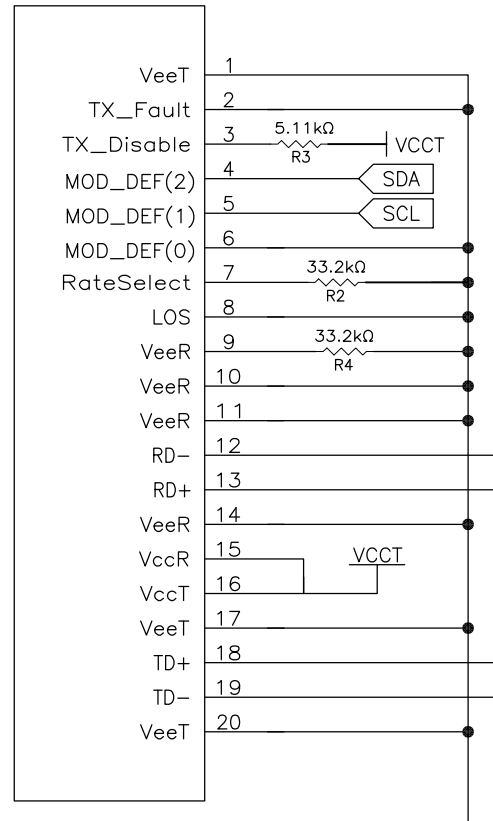 VeeT 1
TX_Fault 2
TX_Disable 3 5.11kΩ R3 VCCT
MOD_DEF(2) 4 SDA
MOD_DEF(1) 5 SCL
MOD_DEF(0) 6
RateSelect 7 33.2kΩ R2
LOS 8
VeeR 9 33.2kΩ R4
VeeR 10
VeeR 11
RD- 12
RD+ 13
VeeR 14
VccR 15 VCCT
VccT 16
VeeT 17
TD+ 18
TD- 19
VeeT 20